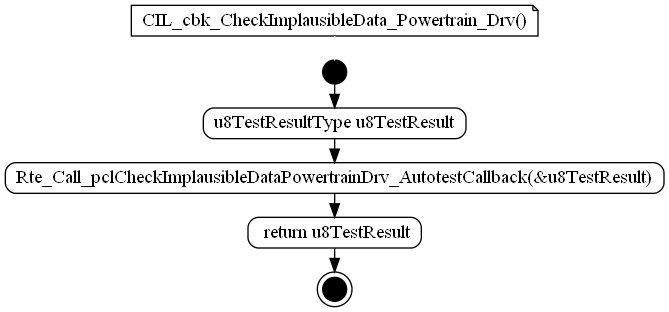 CIL_cbk_CheckImplausibleData_Powertrain_Drv()
u8TestResultType u8TestResult
Rte_Call_pclCheckImplausibleDataPowertrainDrv_AutotestCallback(&u8TestResult)
return u8TestResult